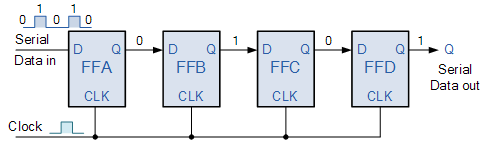 1 1
0 0 0
Serial
Data in
D Q
FFA
CLK
0
D Q
FFB
CLK
1
D Q
FFC
CLK
0
D Q
FFD
CLK
1
Q
Serial
Data out
Clock